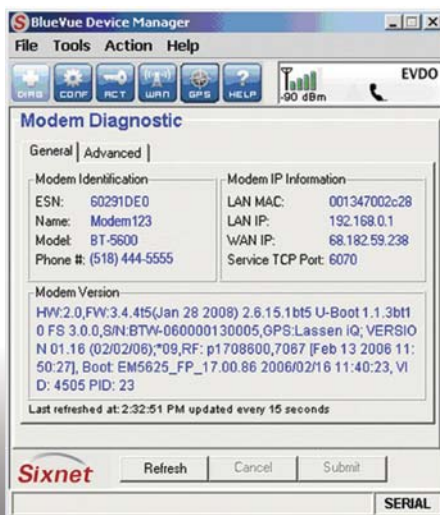 BlueVue Device Manager
File Tools Action Help
DIAG CONF ACT WAN GPS HELP
-90 dBm
EVDO
Modem Diagnostic
General Advanced
Modem Identification
ESN: 60291DE0
Name: Modem123
Model: BT-5600
Phone #: (518) 444-5555
Modem IP Information
LAN MAC: 001347002c28
LAN IP: 192.168.0.1
WAN IP: 68.182.59.238
Service TCP Port: 6070
Modem Version
HW:2.0,FW:3.4.4t5(Jan 28 2008) 2.6.15.1bt5 U-Boot 1.1.3bt1
0 FS 3.0.0,S/N:BTW-060000130005,GPS:Lassen iQ; VERSIO
N 01.16 (02/02/06);*09,RF: p1708600,7067 [Feb 13 2006 11:
50:27], Boot: EM5625_FP_17.00.86 2006/02/16 11:40:23, VI
D: 4505 PID: 23
Last refreshed at: 2:32:51 PM updated every 15 seconds
Sixnet
Refresh Cancel Submit
SERIAL